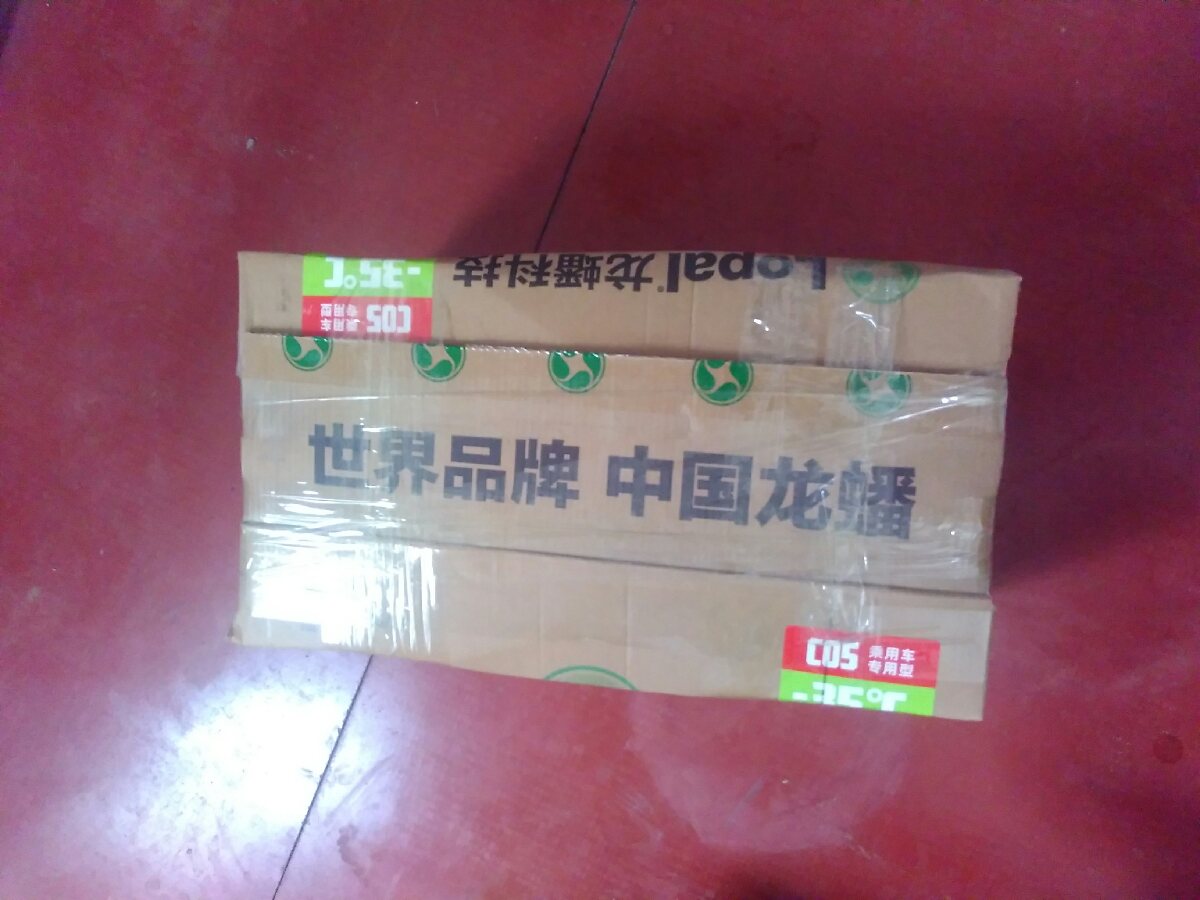 Lopal 龙蟠科技
-35℃
C05 乘用车
专用型
世界品牌 中国龙蟠
C05 乘用车
专用型
-35℃